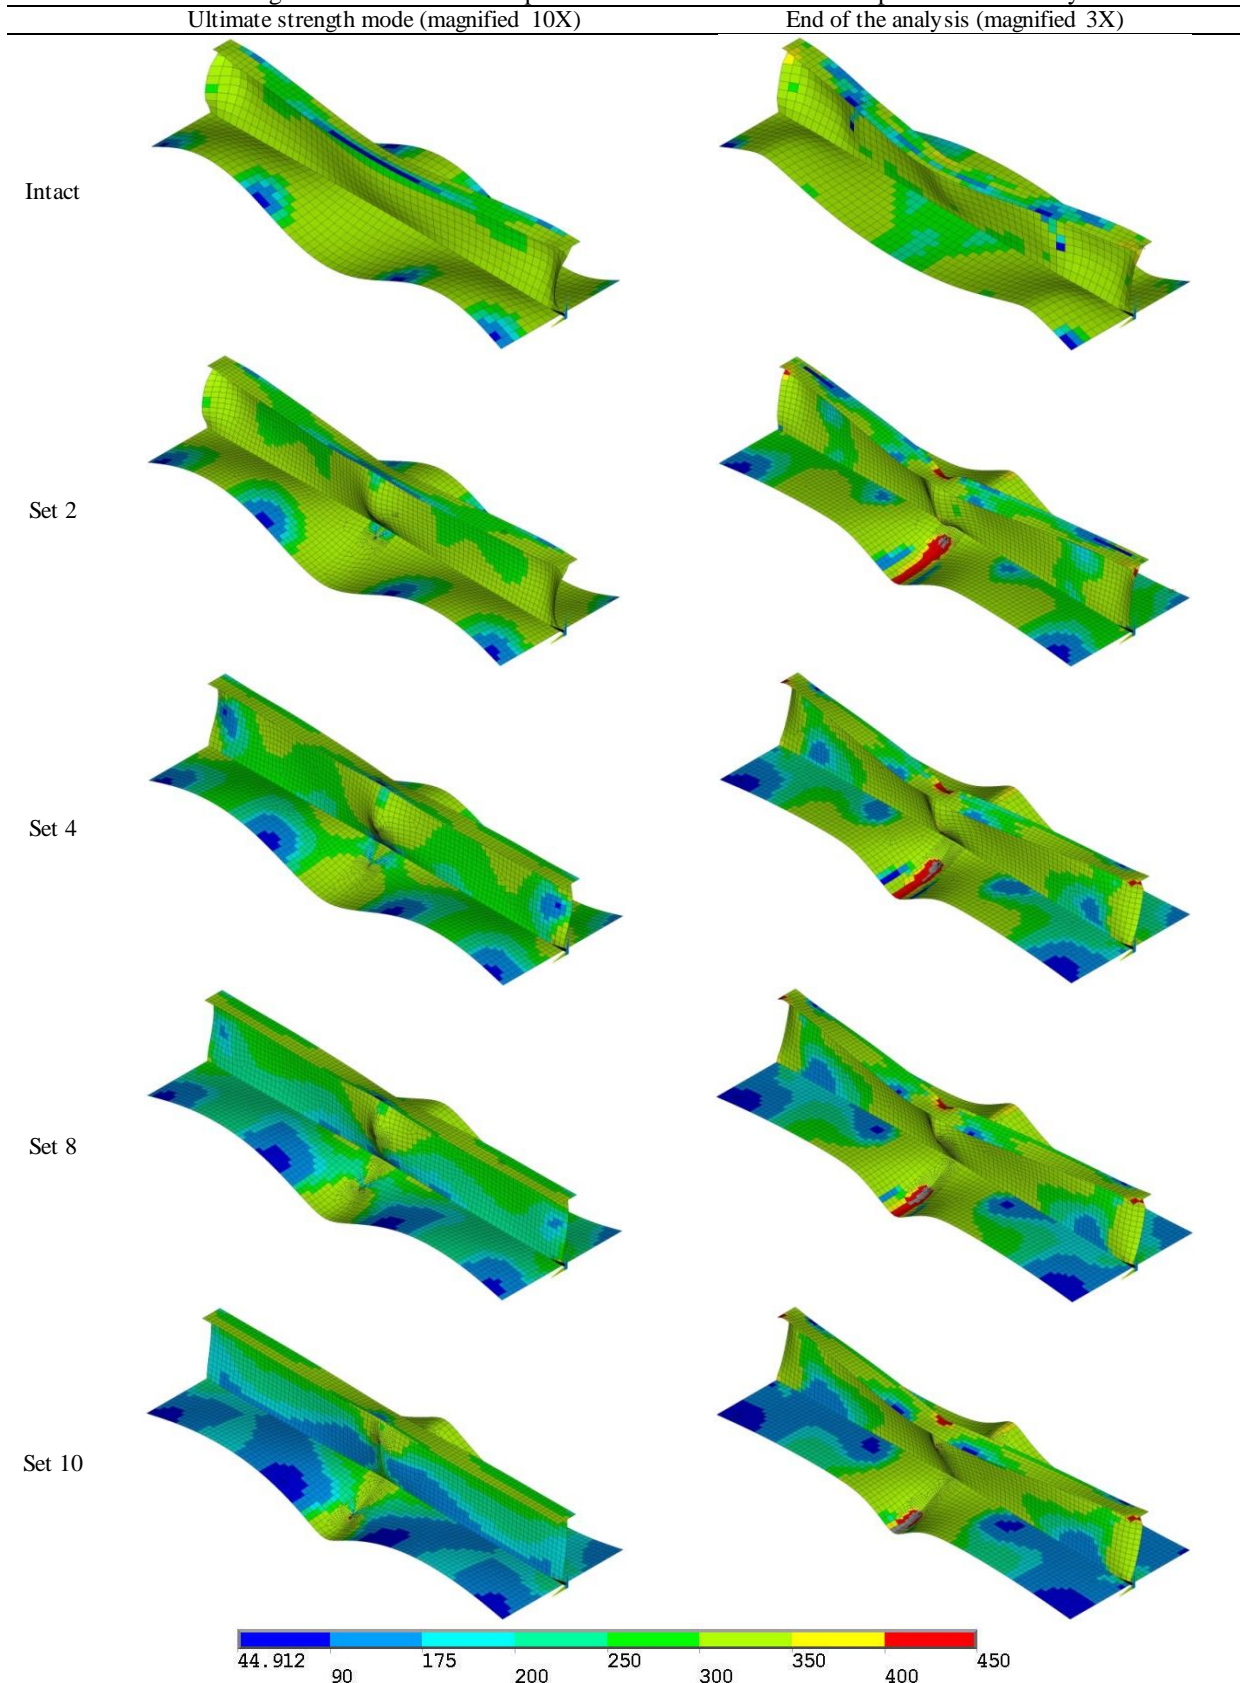 Ultimate strength mode (magnified 10X) End of the analysis (magnified 3X)
Intact
Set 2
Set 4
Set 8
Set 10
44.912 175 250 350 450
90 200 300 400